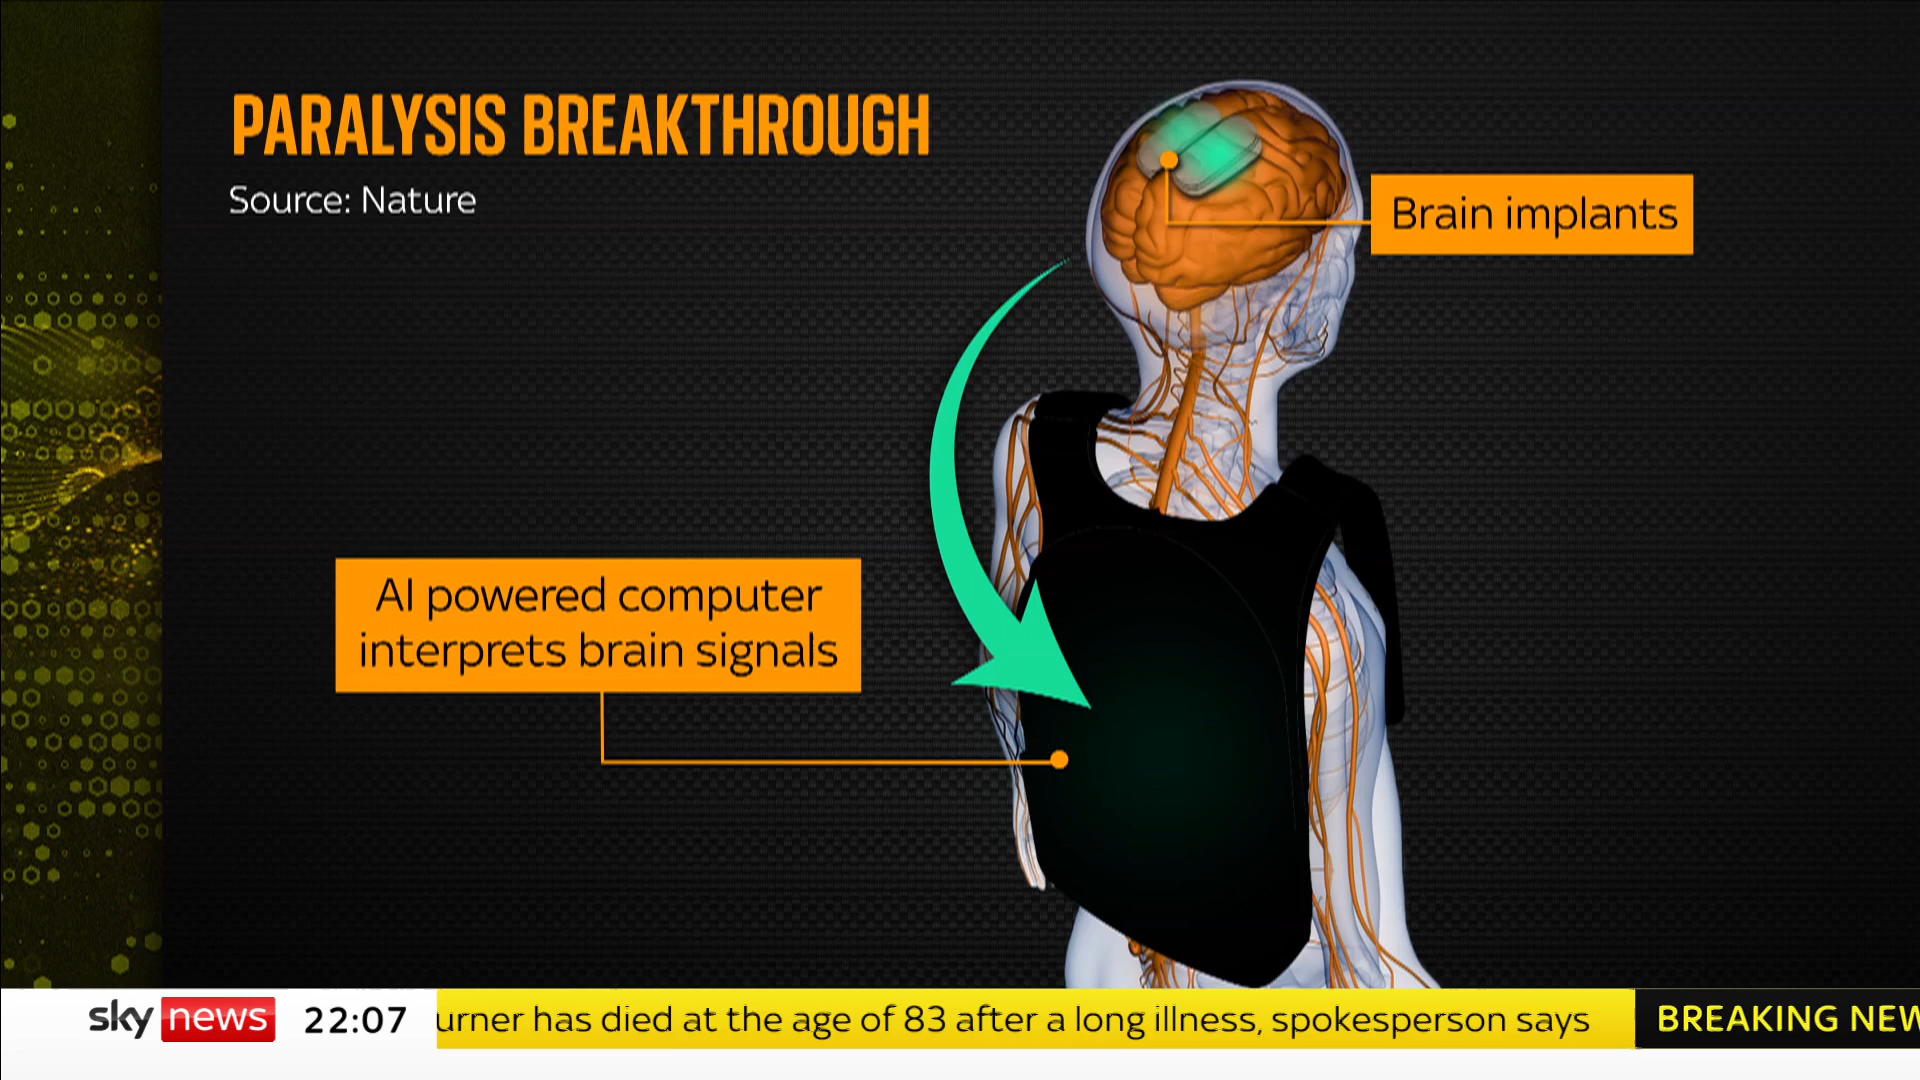 PARALYSIS BREAKTHROUGH
Source: Nature
Brain implants
AI powered computer
interprets brain signals
sky news 22:07 urner has died at the age of 83 after a long illness, spokesperson says BREAKING NEW